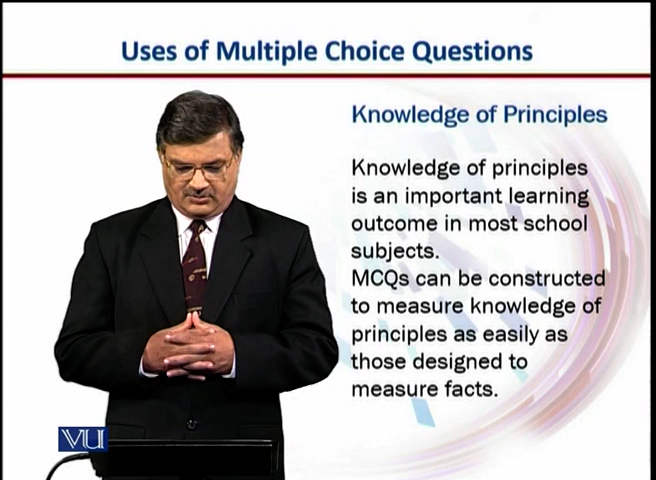 Uses of Multiple Choice Questions
Knowledge of Principles
Knowledge of principles
is an important learning
outcome in most school
subjects.
MCQs can be constructed
to measure knowledge of
principles as easily as
those designed to
measure facts.
VU